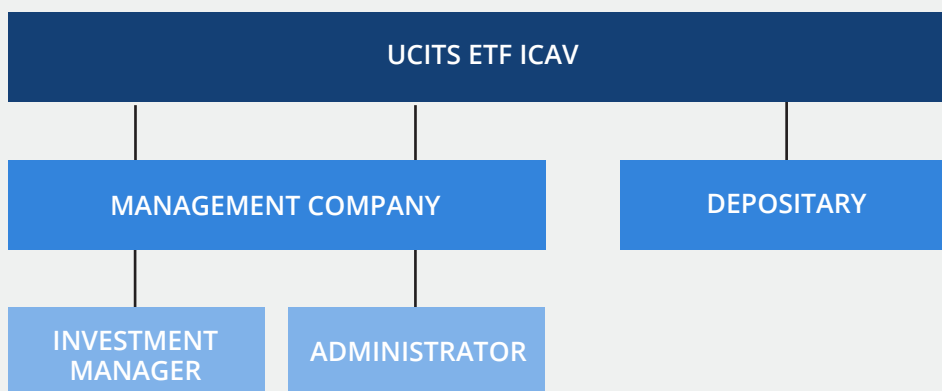 UCITS ETF ICAV
MANAGEMENT COMPANY
DEPOSITARY
INVESTMENT
MANAGER
ADMINISTRATOR